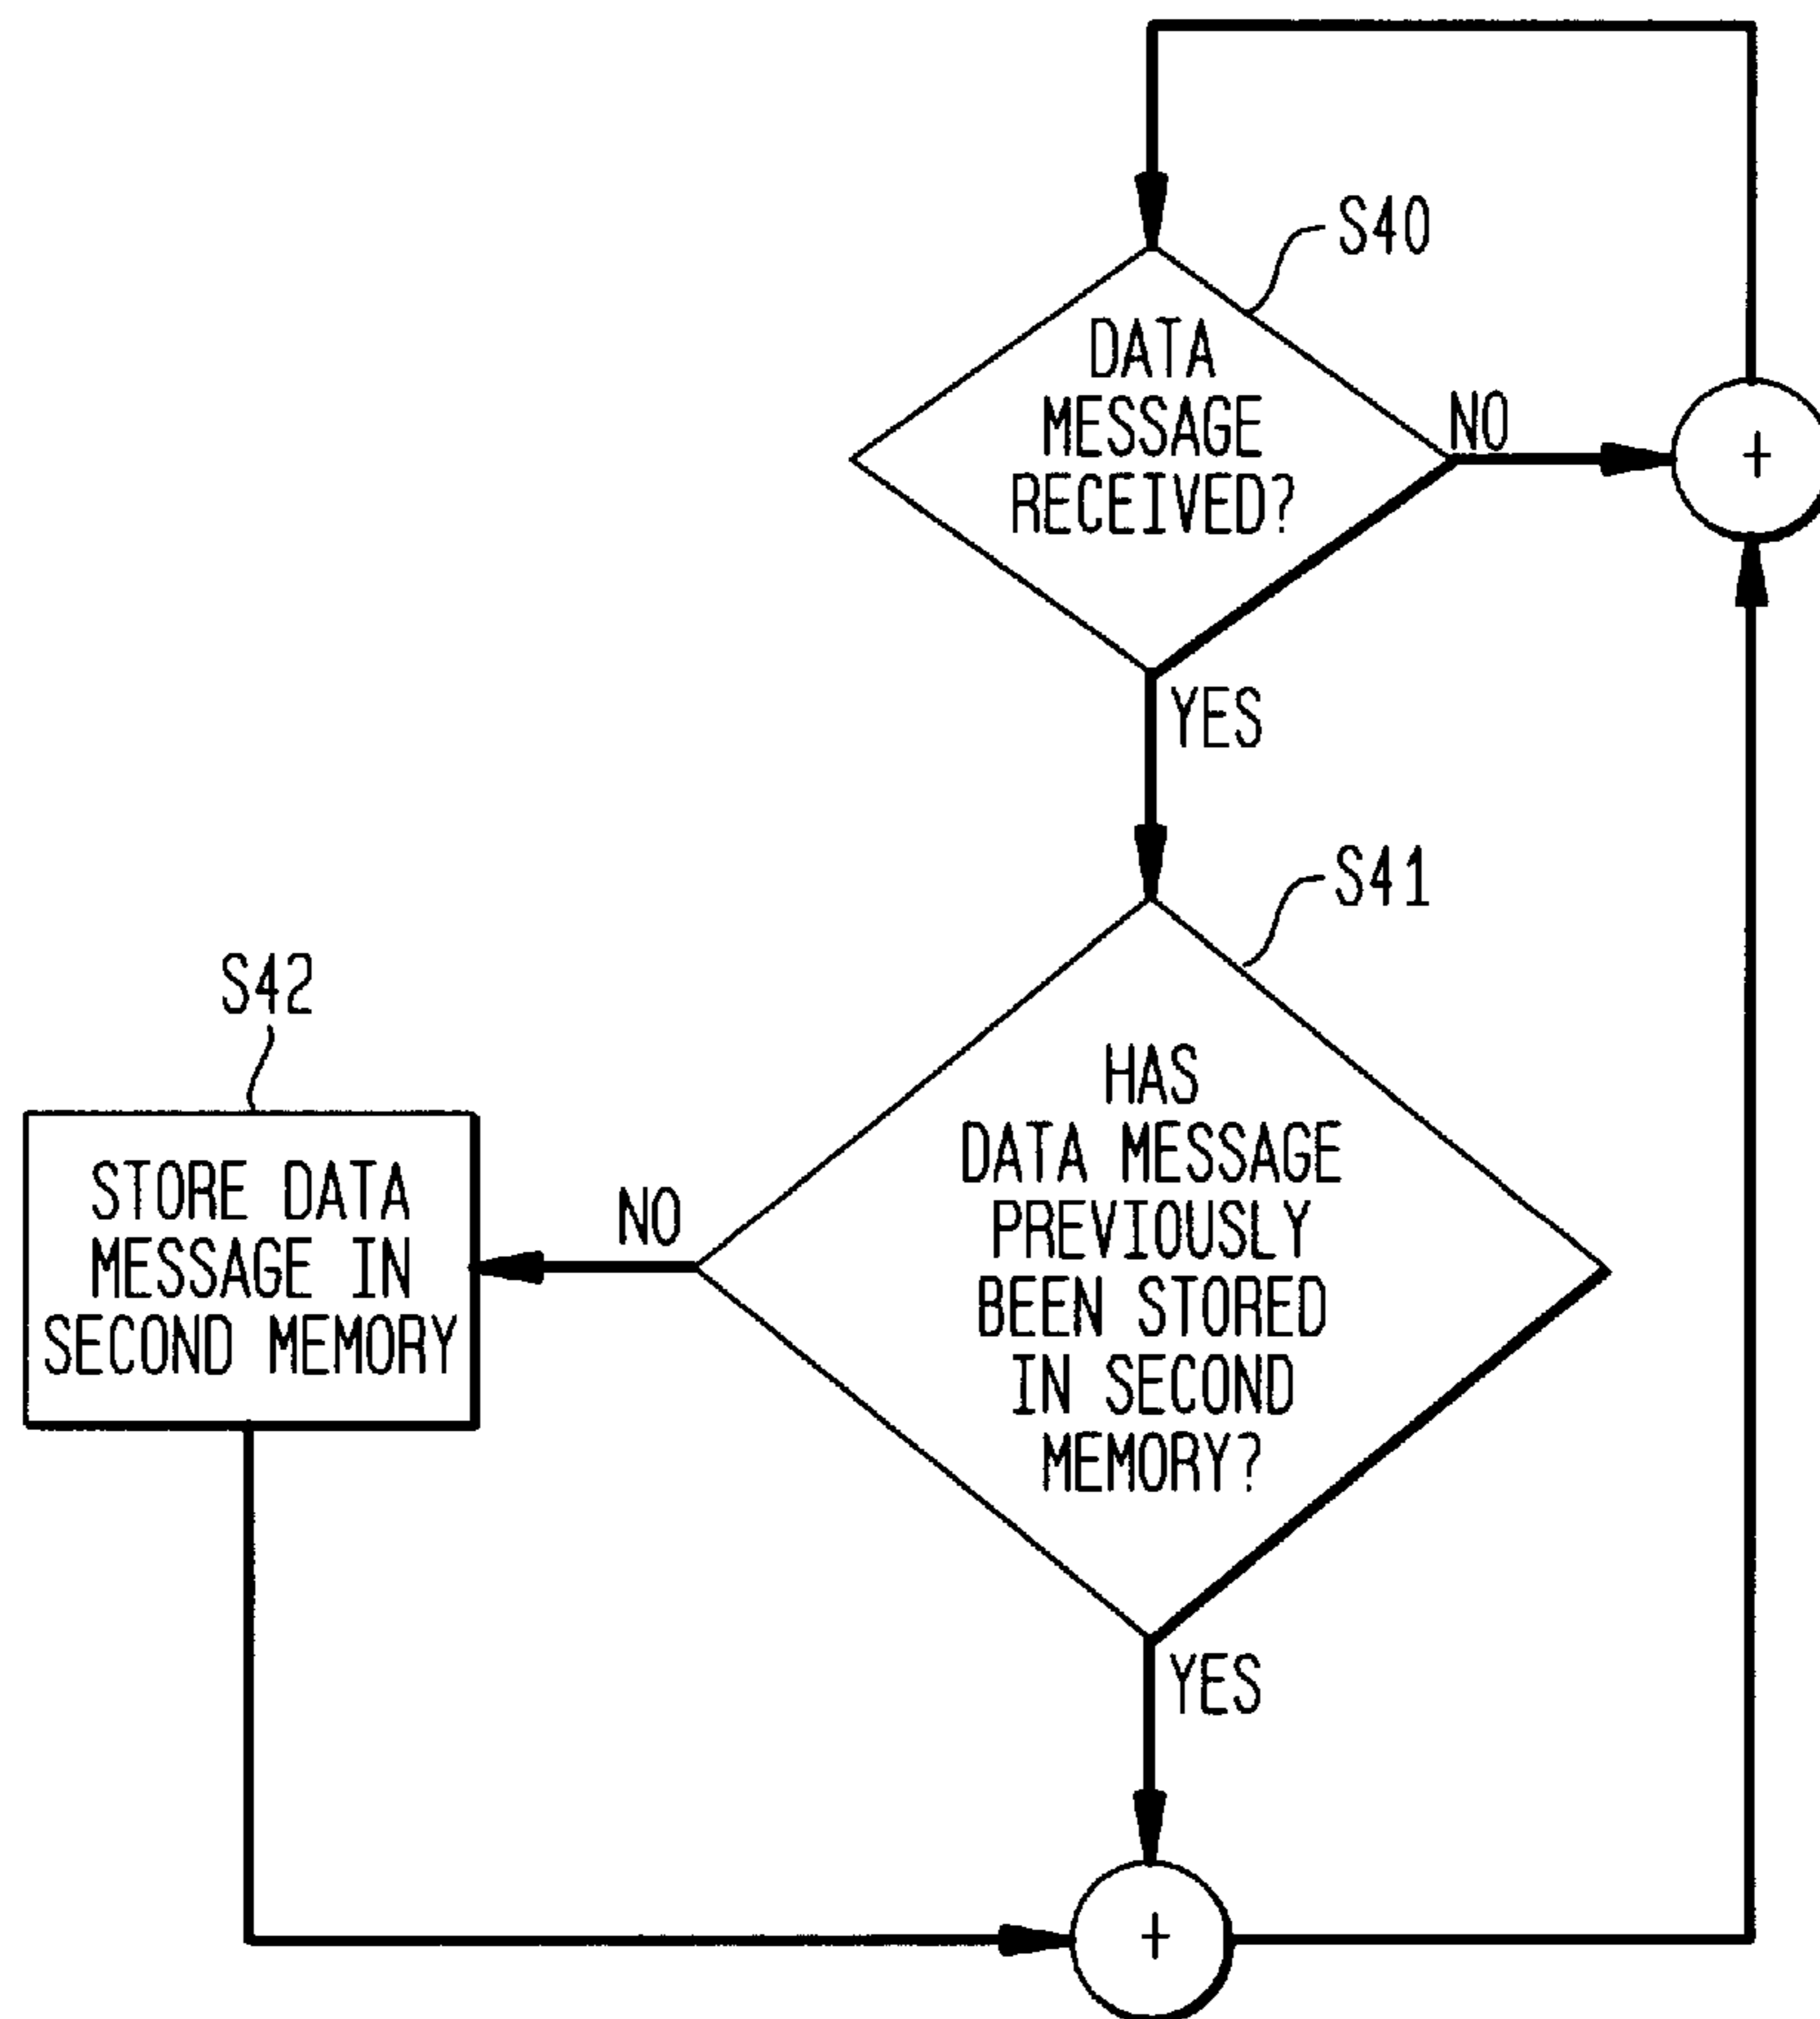 S40
DATA
MESSAGE
RECEIVED?
NO
+
YES
S41
HAS
DATA MESSAGE
PREVIOUSLY
BEEN STORED
IN SECOND
MEMORY?
NO
S42
STORE DATA
MESSAGE IN
SECOND MEMORY
YES
+